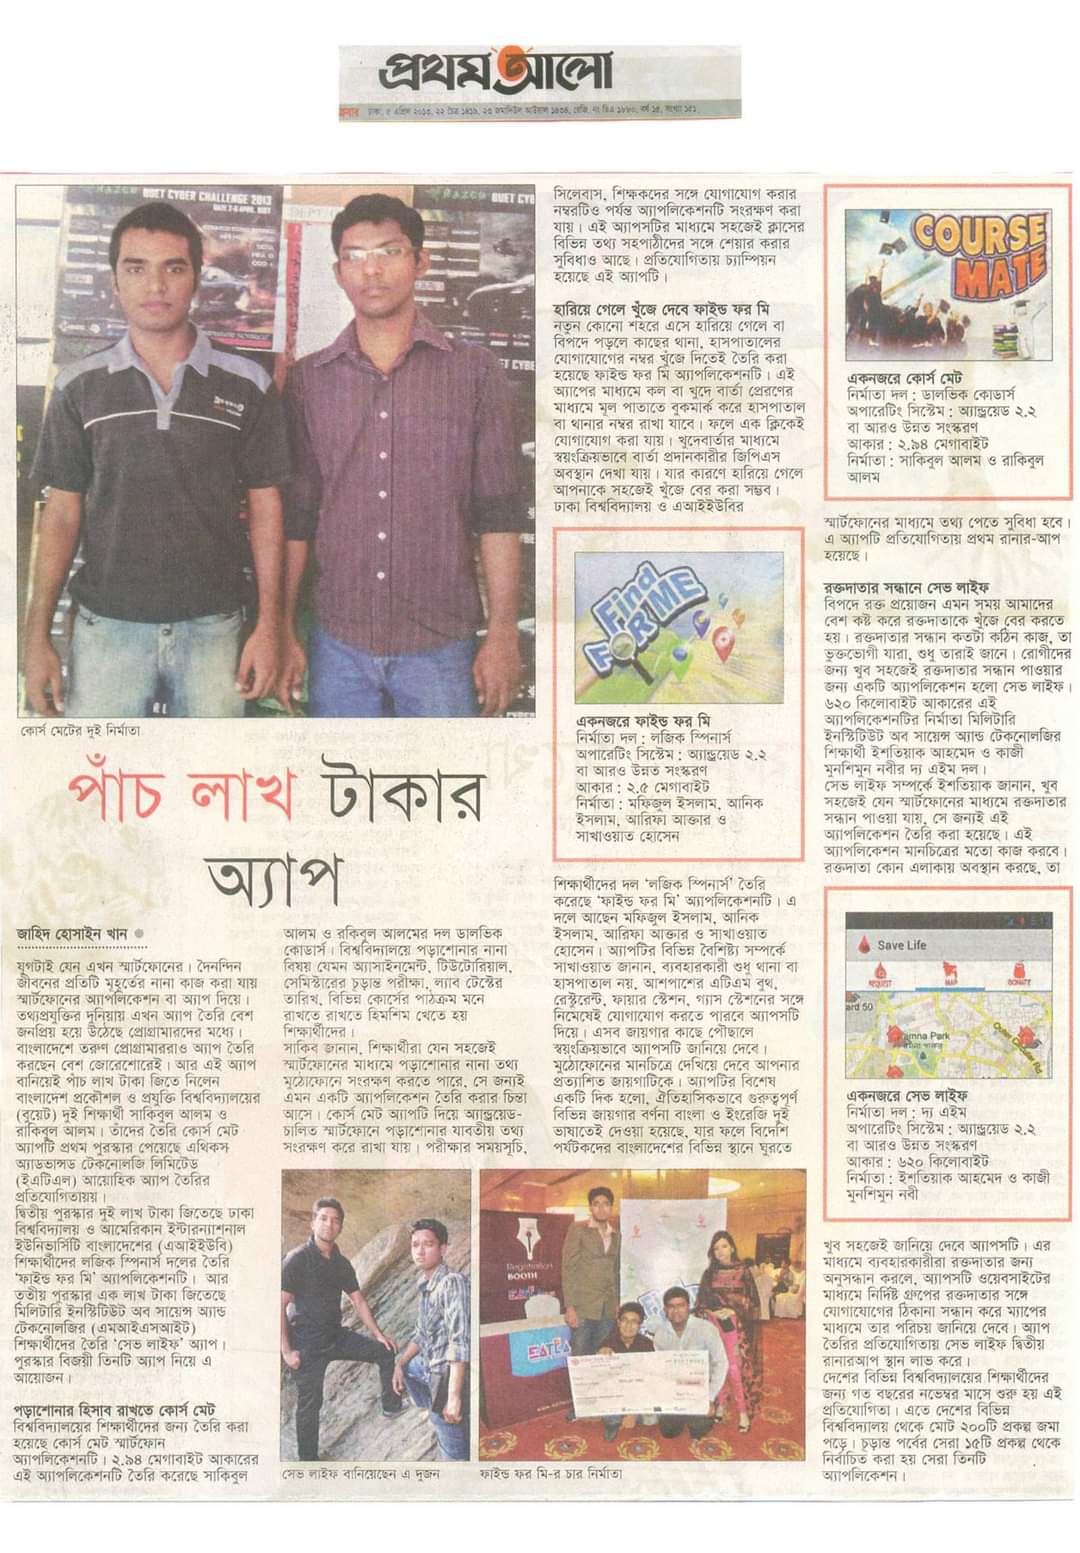 প্রথম আলো
ঢাকা, ৫ এপ্রিল ২০১৩, ২২ চৈত্র ১৪১৯, ২৩ জমাদিউল আউয়াল ১৪৩৪, রেজি. নং ডিএ ১৮৮০, বর্ষ ১৫, সংখ্যা ১৫১
BUET CYBER CHALLENGE 2013
BUET CYB
কোর্স মেটের দুই নির্মাতা
পাঁচ লাখ টাকার
অ্যাপ
জাহিদ হোসাইন খান
যুগটাই যেন এখন স্মার্টফোনের। দৈনন্দিন
জীবনের প্রতিটি মূহূর্তের নানা কাজ করা যায়
স্মার্টফোনের অ্যাপলিকেশন বা অ্যাপ দিয়ে।
তথ্যপ্রযুক্তির দুনিয়ায় এখন অ্যাপ তৈরি বেশ
জনপ্রিয় হয়ে উঠেছে প্রোগ্রামারদের মধ্যে।
বাংলাদেশে তরুণ প্রোগ্রামাররাও অ্যাপ তৈরি
করছেন বেশ জোরেশোরেই। আর এই অ্যাপ
বানিয়েই পাঁচ লাখ টাকা জিতে নিলেন
বাংলাদেশ প্রকৌশল ও প্রযুক্তি বিশ্ববিদ্যালয়ের
(বুয়েট) দুই শিক্ষার্থী সাকিবুল আলম ও
রাকিবুল আলম। তাঁদের তৈরি কোর্স মেট
অ্যাপটি প্রথম পুরস্কার পেয়েছে এথিকস
অ্যাডভান্সড টেকনোলজি লিমিটেড
(ইএটিএল) আয়োহিক অ্যাপ তৈরির
প্রতিযোগিতায়য়।
দ্বিতীয় পুরস্কার দুই লাখ টাকা জিতেছে ঢাকা
বিশ্ববিদ্যালয় ও আমেরিকান ইন্টারন্যাশনাল
ইউনিভার্সিটি বাংলাদেশের (এআইইউবি)
শিক্ষার্থীদের লজিক স্পিনার্স দলের তৈরি
‘ফাইন্ড ফর মি’ অ্যাপলিকেশনটি। আর
তৃতীয় পুরস্কার এক লাখ টাকা জিতেছে
মিলিটারি ইনস্টিটিউট অব সায়েন্স অ্যান্ড
টেকনোলজির (এমআইএসআইট)
শিক্ষার্থীদের তৈরি ‘সেভ লাইফ’ অ্যাপ।
পুরস্কার বিজয়ী তিনটি অ্যাপ নিয়ে এ
আয়োজন।
পড়াশোনার হিসাব রাখতে কোর্স মেট
বিশ্ববিদ্যালয়ের শিক্ষার্থীদের জন্য তৈরি করা
হয়েছে কোর্স মেট স্মার্টফোন
অ্যাপলিকেশনটি। ২.৯৪ মেগাবাইট আকারের
এই অ্যাপলিকেশনটি তৈরি করেছে সাকিবুল
আলম ও রকিবুল আলমের দল ডালভিক
কোডার্স। বিশ্ববিদ্যালয়ে পড়াশোনার নানা
বিষয় যেমন অ্যাসাইনমেন্ট, টিউটোরিয়াল,
সেমিস্টারের চূড়ান্ত পরীক্ষা, ল্যাব টেস্টের
তারিখ, বিভিন্ন কোর্সের পাঠক্রম মনে
রাখতে রাখতে হিমশিম খেতে হয়
শিক্ষার্থীদের।
সাকিব জানান, শিক্ষার্থীরা যেন সহজেই
স্মার্টফোনের মাধ্যমে পড়াশোনার নানা তথ্য
মুঠোফোনে সংরক্ষণ করতে পারে, সে জন্যই
এমন একটি অ্যাপলিকেশন তৈরি করার চিন্তা
আসে। কোর্স মেট অ্যাপটি দিয়ে অ্যান্ড্রয়েড-
চালিত স্মার্টফোনে পড়াশোনার যাবতীয় তথ্য
সংরক্ষণ করে রাখা যায়। পরীক্ষার সময়সূচি,
সেভ লাইফ বানিয়েছেন এ দুজন
সিলেবাস, শিক্ষকদের সঙ্গে যোগাযোগ করার
নম্বরটিও পর্যন্ত অ্যাপলিকেশনটি সংরক্ষণ করা
যায়। এই অ্যাপসটির মাধ্যমে সহজেই ক্লাসের
বিভিন্ন তথ্য সহপাঠীদের সঙ্গে শেয়ার করার
সুবিধাও আছে। প্রতিযোগিতায় চ্যাম্পিয়ন
হয়েছে এই অ্যাপটি।
হারিয়ে গেলে খুঁজে দেবে ফাইন্ড ফর মি
নতুন কোনো শহরে এসে হারিয়ে গেলে বা
বিপদে পড়লে কাছের থানা, হাসপাতালের
যোগাযোগের নম্বর খুঁজে দিতেই তৈরি করা
হয়েছে ফাইন্ড ফর মি অ্যাপলিকেশনটি। এই
অ্যাপের মাধ্যমে কল বা খুদে বার্তা প্রেরণের
মাধ্যমে মূল পাতাতে বুকমার্ক করে হাসপাতাল
বা থানার নম্বর রাখা যাবে। ফলে এক ক্লিকেই
যোগাযোগ করা যায়। খুদেবার্তার মাধ্যমে
স্বয়ংক্রিয়ভাবে বার্তা প্রদানকারীর জিপিএস
অবস্থান দেখা যায়। যার কারণে হারিয়ে গেলে
আপনাকে সহজেই খুঁজে বের করা সম্ভব।
ঢাকা বিশ্ববিদ্যালয় ও এআইইউবির
Find
FOR ME
একনজরে ফাইন্ড ফর মি
নির্মাতা দল : লজিক স্পিনার্স
অপারেটিং সিস্টেম : অ্যান্ড্রয়েড ২.২
বা আরও উন্নত সংস্করণ
আকার : ২.৫ মেগাবাইট
নির্মাতা : মফিজুল ইসলাম, আনিক
ইসলাম, আরিফা আক্তার ও
সাখাওয়াত হোসেন
শিক্ষার্থীদের দল ‘লজিক স্পিনার্স’ তৈরি
করেছে ‘ফাইন্ড ফর মি’ অ্যাপলিকেশনটি। এ
দলে আছেন মফিজুল ইসলাম, আনিক
ইসলাম, আরিফা আক্তার ও সাখাওয়াত
হোসেন। অ্যাপটির বিভিন্ন বৈশিষ্ট্য সম্পর্কে
সাখাওয়াত জানান, ব্যবহারকারী শুধু থানা বা
হাসপাতাল নয়, আশপাশের এটিএম বুথ,
রেস্টুরেন্ট, ফায়ার স্টেশন, গ্যাস স্টেশনের সঙ্গে
নিমেষেই যোগাযোগ করতে পারবে অ্যাপসটি
দিয়ে। এসব জায়গার কাছে পৌঁছালে
স্বয়ংক্রিয়ভাবে অ্যাপসটি জানিয়ে দেবে।
মুঠোফোনের মানচিত্রে দেখিয়ে দেবে আপনার
প্রত্যাশিত জায়গাটিকে। অ্যাপটির বিশেষ
একটি দিক হলো, ঐতিহাসিকভাবে গুরুত্বপূর্ণ
বিভিন্ন জায়গার বর্ণনা বাংলা ও ইংরেজি দুই
ভাষাতেই দেওয়া হয়েছে, যার ফলে বিদেশি
পর্যটকদের বাংলাদেশের বিভিন্ন স্থানে ঘুরতে
Registration
BOOTH
EATL
ফাইন্ড ফর মি-র চার নির্মাতা
COURSE
MATE
একনজরে কোর্স মেট
নির্মাতা দল : ডালভিক কোডার্স
অপারেটিং সিস্টেম : অ্যান্ড্রয়েড ২.২
বা আরও উন্নত সংস্করণ
আকার : ২.৯৪ মেগাবাইট
নির্মাতা : সাকিবুল আলম ও রাকিবুল
আলম
স্মার্টফোনের মাধ্যমে তথ্য পেতে সুবিধা হবে।
এ অ্যাপটি প্রতিযোগিতায় প্রথম রানার-আপ
হয়েছে।
রক্তদাতার সন্ধানে সেভ লাইফ
বিপদে রক্ত প্রয়োজন এমন সময় আমাদের
বেশ কষ্ট করে রক্তদাতাকে খুঁজে বের করতে
হয়। রক্তদাতার সন্ধান কতটা কঠিন কাজ, তা
ভুক্তভোগী যারা, শুধু তারাই জানে। রোগীদের
জন্য খুব সহজেই রক্তদাতার সন্ধান পাওয়ার
জন্য একটি অ্যাপলিকেশন হলো সেভ লাইফ।
৬২০ কিলোবাইট আকারের এই
অ্যাপলিকেশনটির নির্মাতা মিলিটারি
ইনস্টিটিউট অব সায়েন্স অ্যান্ড টেকনোলজির
শিক্ষার্থী ইশতিয়াক আহমেদ ও কাজী
মুনশিমুন নবীর দ্য এইম দল।
সেভ লাইফ সম্পর্কে ইশতিয়াক জানান, খুব
সহজেই যেন স্মার্টফোনের মাধ্যমে রক্তদাতার
সন্ধান পাওয়া যায়, সে জন্যই এই
অ্যাপলিকেশন তৈরি করা হয়েছে। এই
অ্যাপলিকেশন মানচিত্রের মতো কাজ করবে।
রক্তদাতা কোন এলাকায় অবস্থান করছে, তা
Save Life
REQUEST MAP DONATE
ard 50
amna Park
Outer Circular Rd
একনজরে সেভ লাইফ
নির্মাতা দল : দ্য এইম
অপারেটিং সিস্টেম : অ্যান্ড্রয়েড ২.২
বা আরও উন্নত সংস্করণ
আকার : ৬২০ কিলোবাইট
নির্মাতা : ইশতিয়াক আহমেদ ও কাজী
মুনশিমুন নবী
খুব সহজেই জানিয়ে দেবে অ্যাপসটি। এর
মাধ্যমে ব্যবহারকারীরা রক্তদাতার জন্য
অনুসন্ধান করলে, অ্যাপসটি ওয়েবসাইটের
মাধ্যমে নির্দিষ্ট গ্রুপের রক্তদাতার সঙ্গে
যোগাযোগের ঠিকানা সন্ধান করে ম্যাপের
মাধ্যমে তার পরিচয় জানিয়ে দেবে। অ্যাপ
তৈরির প্রতিযোগিতায় সেভ লাইফ দ্বিতীয়
রানারআপ স্থান লাভ করে।
দেশের বিভিন্ন বিশ্ববিদ্যালয়ের শিক্ষার্থীদের
জন্য গত বছরের নভেম্বর মাসে শুরু হয় এই
প্রতিযোগিতা। এতে দেশের বিভিন্ন
বিশ্ববিদ্যালয় থেকে মোট ২০০টি প্রকল্প জমা
পড়ে। চূড়ান্ত পর্বের সেরা ১৫টি প্রকল্প থেকে
নির্বাচিত করা হয় সেরা তিনটি
অ্যাপলিকেশন।